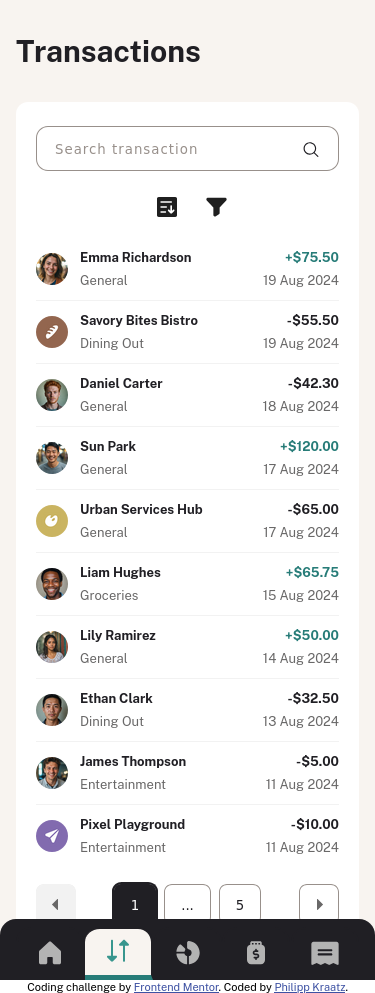 Transactions
Search transaction
Emma Richardson +$75.50
General 19 Aug 2024
Savory Bites Bistro -$55.50
Dining Out 19 Aug 2024
Daniel Carter -$42.30
General 18 Aug 2024
Sun Park +$120.00
General 17 Aug 2024
Urban Services Hub -$65.00
General 17 Aug 2024
Liam Hughes +$65.75
Groceries 15 Aug 2024
Lily Ramirez +$50.00
General 14 Aug 2024
Ethan Clark -$32.50
Dining Out 13 Aug 2024
James Thompson -$5.00
Entertainment 11 Aug 2024
Pixel Playground -$10.00
Entertainment 11 Aug 2024
1 ... 5
Coding challenge by Frontend Mentor. Coded by Philipp Kraatz.